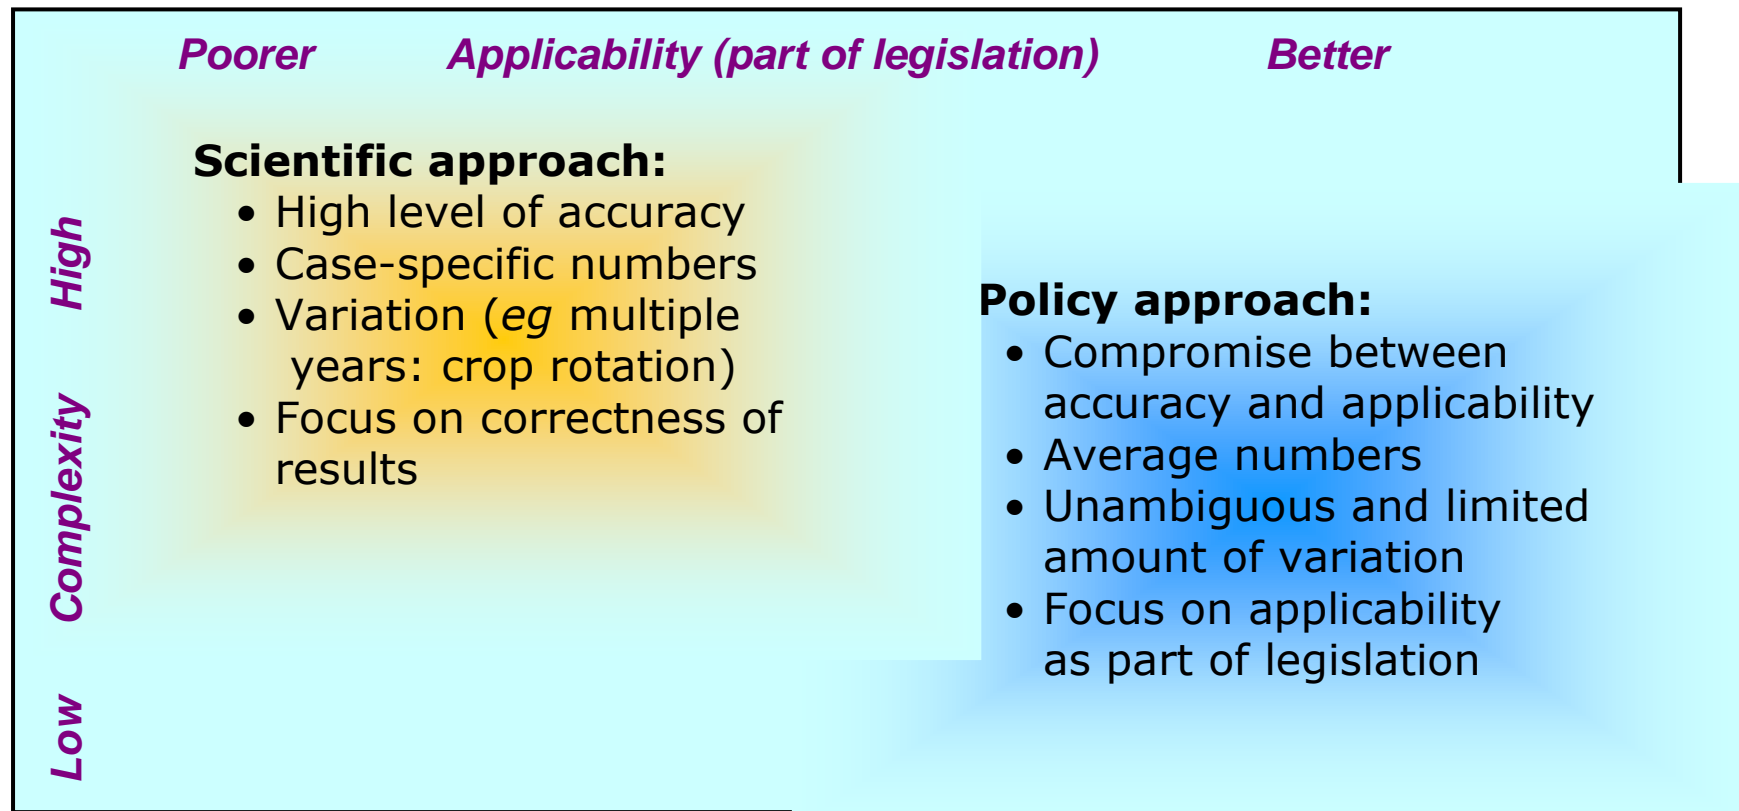 Poorer Applicability (part of legislation) Better
High
Complexity
Low
Scientific approach:
• High level of accuracy
• Case-specific numbers
• Variation (eg multiple
years: crop rotation)
• Focus on correctness of
results
Policy approach:
• Compromise between
accuracy and applicability
• Average numbers
• Unambiguous and limited
amount of variation
• Focus on applicability
as part of legislation